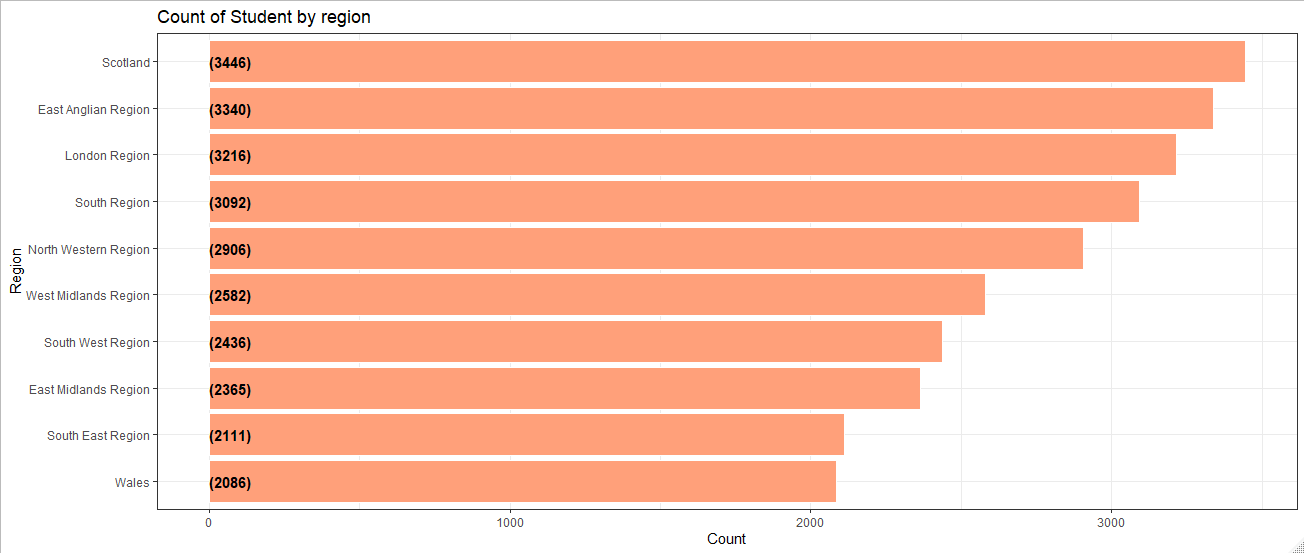 Count of Student by region
Region
Scotland (3446)
East Anglian Region (3340)
London Region (3216)
South Region (3092)
North Western Region (2906)
West Midlands Region (2582)
South West Region (2436)
East Midlands Region (2365)
South East Region (2111)
Wales (2086)
0 1000 2000 3000
Count